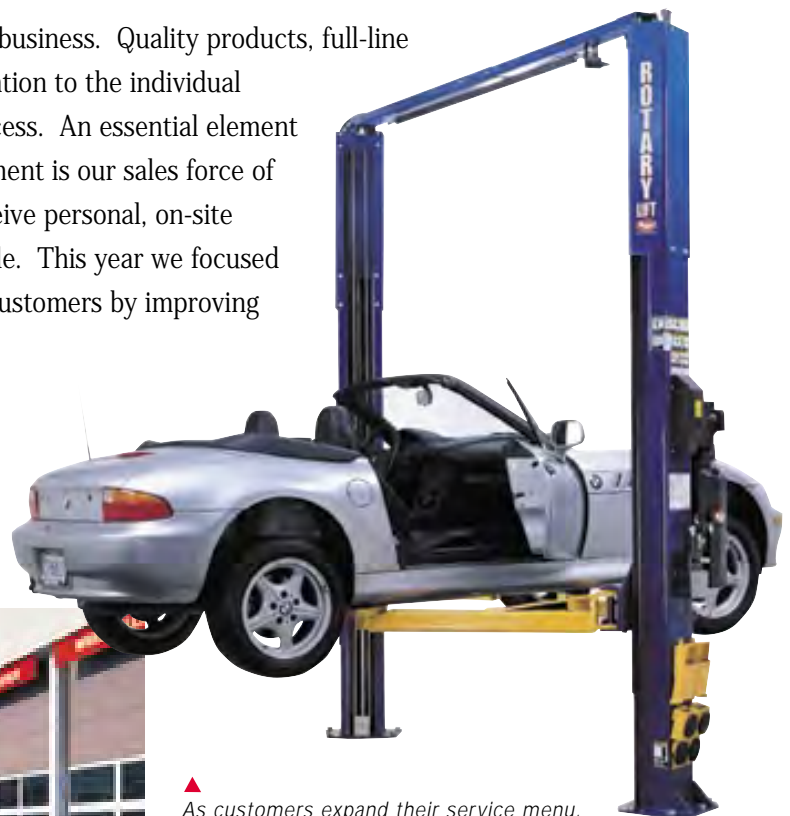 business. Quality products, full-line
tion to the individual
cess. An essential element
ment is our sales force of
eive personal, on-site
le. This year we focused
ustomers by improving
ROTARY
LIFT
As customers expand their service menu,